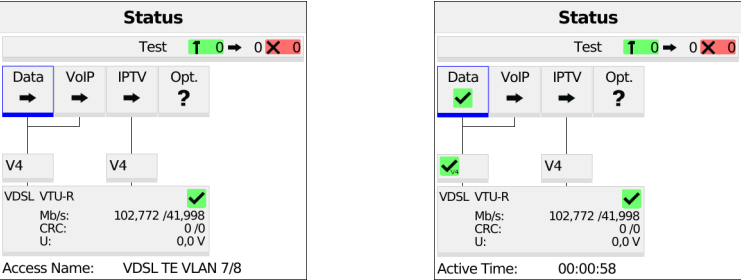 Status
Test 0 0 0
Data VoIP IPTV Opt.
?
V4 V4
VDSL VTU-R
Mb/s: 102,772 /41,998
CRC: 0 /0
U: 0,0 V
Access Name: VDSL TE VLAN 7/8
Status
Test 0 0 0
Data VoIP IPTV Opt.
?
V4 V4
VDSL VTU-R
Mb/s: 102,772 /41,998
CRC: 0 /0
U: 0,0 V
Active Time: 00:00:58